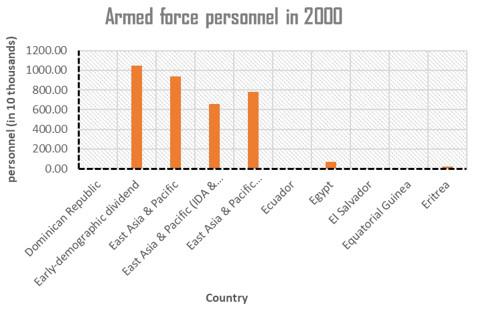 Armed force personnel in 2000
personnel (in 10 thousands)
1200.00
1000.00
800.00
600.00
400.00
200.00
0.00
Dominican Republic
Early-demographic dividend
East Asia & Pacific
East Asia & Pacific (IDA &...
East Asia & Pacific...
Ecuador
Egypt
El Salvador
Equatorial Guinea
Eritrea
Country